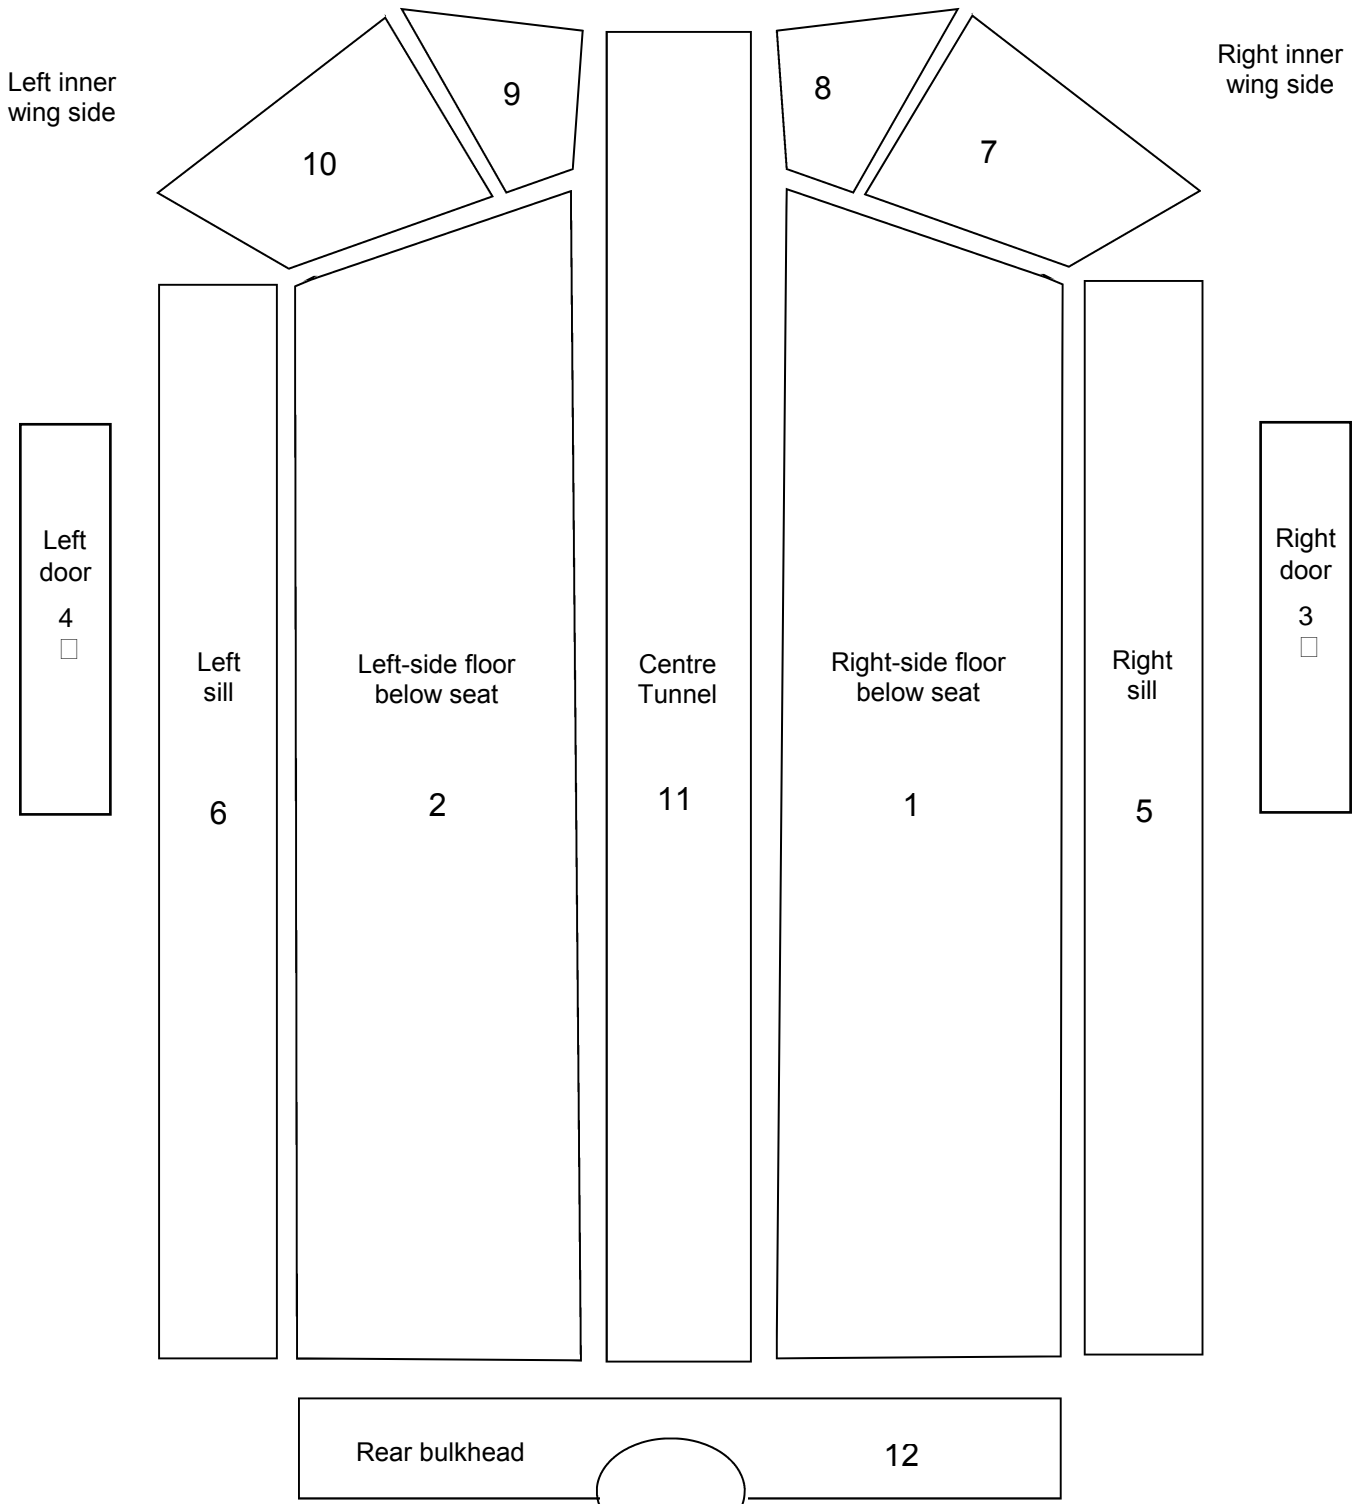 Left inner
wing side
9
8
Right inner
wing side
10
7
Left
door
4
Right
door
3
Left
sill
Left-side floor
below seat
Centre
Tunnel
Right-side floor
below seat
Right
sill
6
2
11
1
5
Rear bulkhead
12